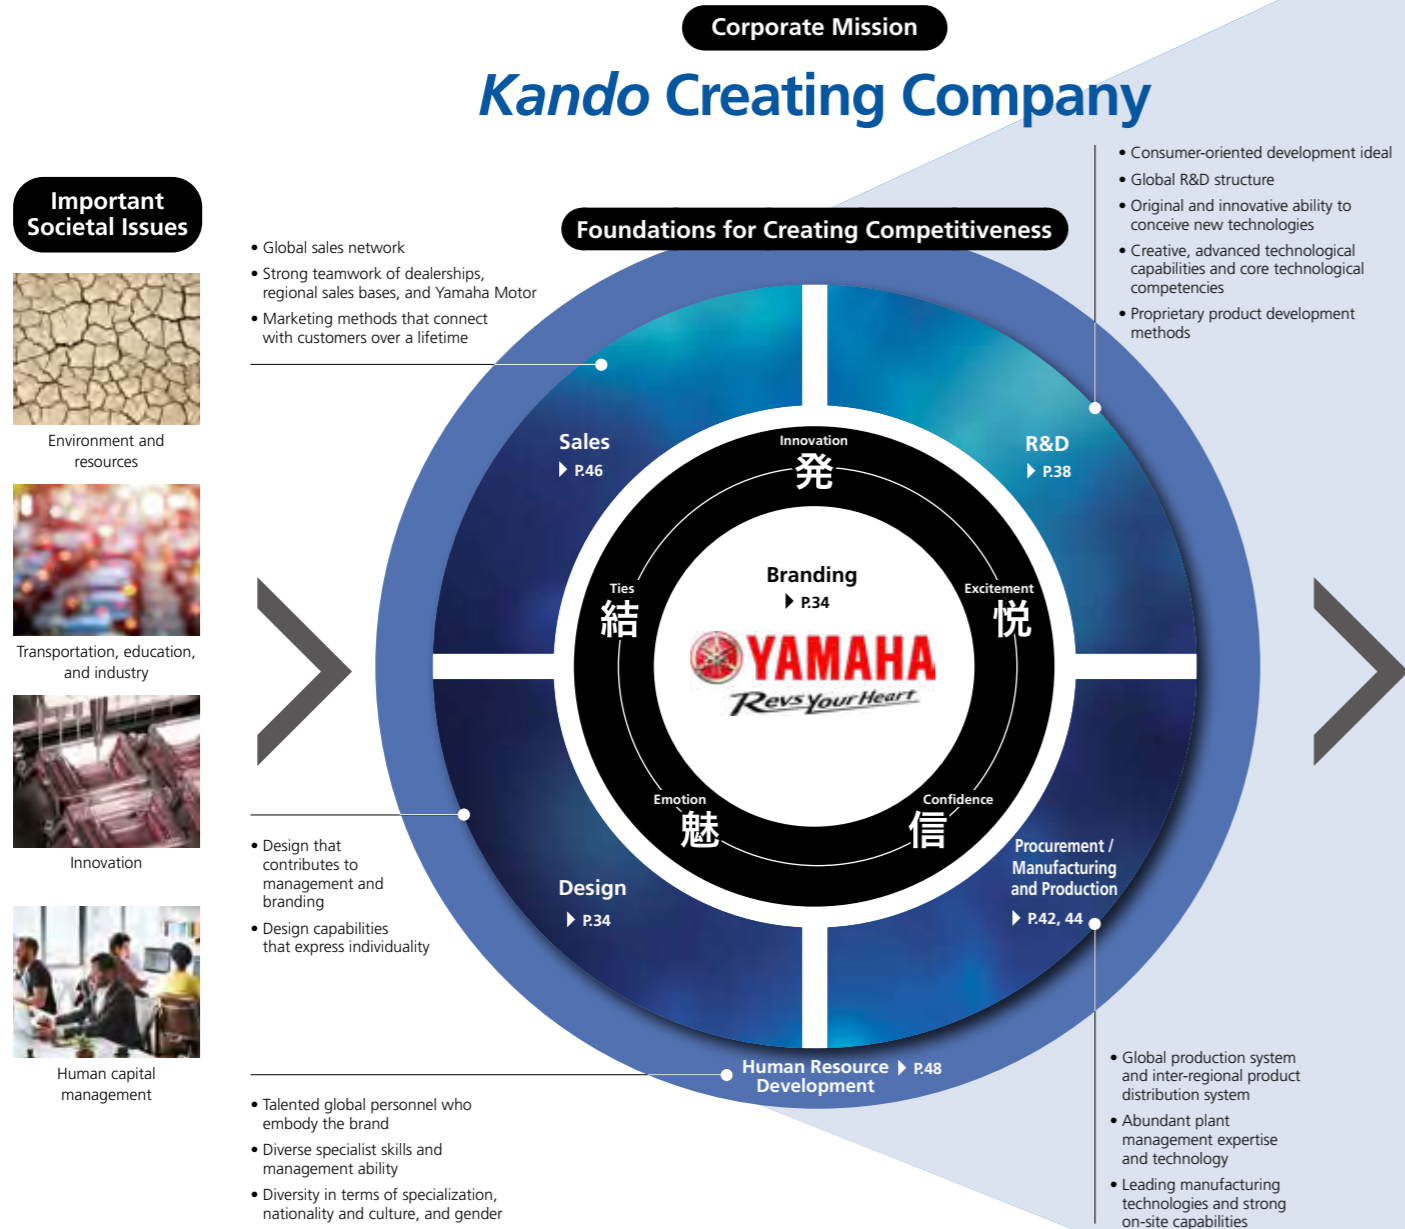 Corporate Mission
Kando Creating Company
Important
Societal Issues
Environment and
resources
Transportation, education,
and industry
Innovation
Human capital
management
Foundations for Creating Competitiveness
• Global sales network
• Strong teamwork of dealerships,
regional sales bases, and Yamaha Motor
• Marketing methods that connect
with customers over a lifetime
• Consumer-oriented development ideal
• Global R&D structure
• Original and innovative ability to
conceive new technologies
• Creative, advanced technological
capabilities and core technological
competencies
• Proprietary product development
methods
Sales
P.46
R&D
P.38
Innovation
発
Ties
結
Excitement
悦
Branding
P.34
YAMAHA
Revs Your Heart
Emotion
魅
Confidence
信
Design
P.34
Procurement /
Manufacturing
and Production
P.42, 44
• Design that
contributes to
management and
branding
• Design capabilities
that express individuality
Human Resource P.48
Development
• Talented global personnel who
embody the brand
• Diverse specialist skills and
management ability
• Diversity in terms of specialization,
nationality and culture, and gender
• Global production system
and inter-regional product
distribution system
• Abundant plant
management expertise
and technology
• Leading manufacturing
technologies and strong
on-site capabilities